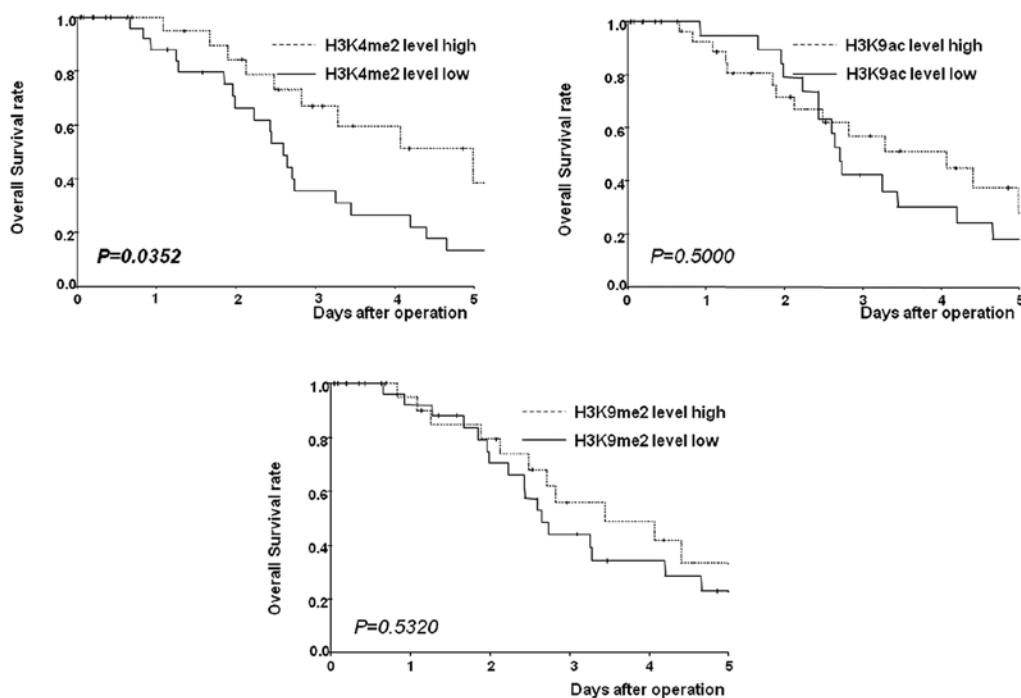 1.0
0.8
0.6
0.4
0.2
0.0
Overall Survival rate
H3K4me2 level high
H3K4me2 level low
P=0.0352
0 1 2 3 4 5
Days after operation
1.0
0.8
0.6
0.4
0.2
0.0
Overall Survival rate
H3K9ac level high
H3K9ac level low
P=0.5000
0 1 2 3 4 5
Days after operation
1.0
0.8
0.6
0.4
0.2
0.0
Overall Survival rate
H3K9me2 level high
H3K9me2 level low
P=0.5320
0 1 2 3 4 5
Days after operation